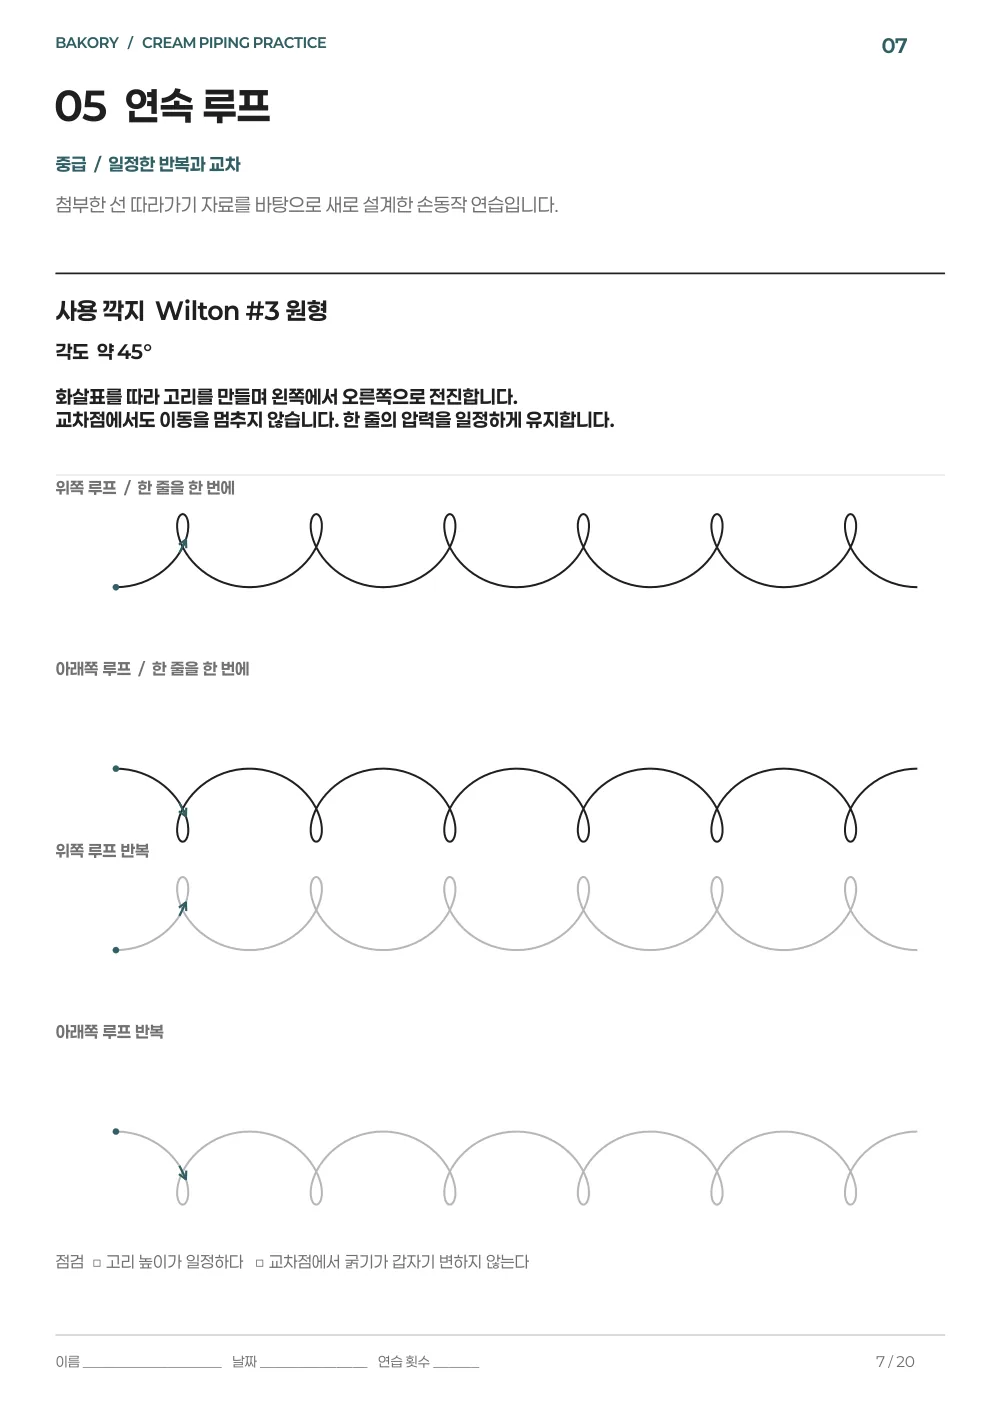 BAKORY / CREAM PIPING PRACTICE
07
05 연속 루프
중급 / 일정한 반복과 교차
첨부한 선 따라가기 자료를 바탕으로 새로 설계한 손동작 연습입니다.
사용 깍지 Wilton #3 원형
각도 약 45°
화살표를 따라 고리를 만들며 왼쪽에서 오른쪽으로 전진합니다.
교차점에서도 이동을 멈추지 않습니다. 한 줄의 압력을 일정하게 유지합니다.
위쪽 루프 / 한 줄을 한 번에
아래쪽 루프 / 한 줄을 한 번에
위쪽 루프 반복
아래쪽 루프 반복
점검 □ 고리 높이가 일정하다 □ 교차점에서 굵기가 갑자기 변하지 않는다
이름 __________________ 날짜 ______________ 연습 횟수 ______
7 / 20